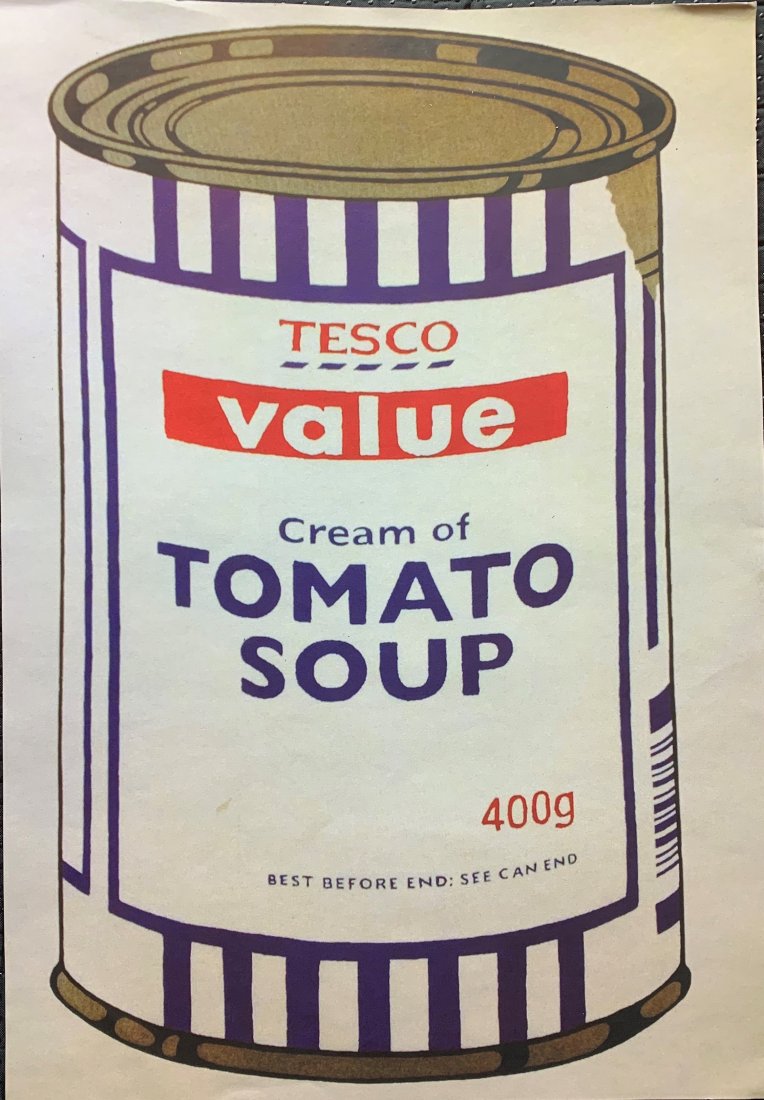 TESCO
value
Cream of
TOMATO
SOUP
400g
BEST BEFORE END: SEE CAN END